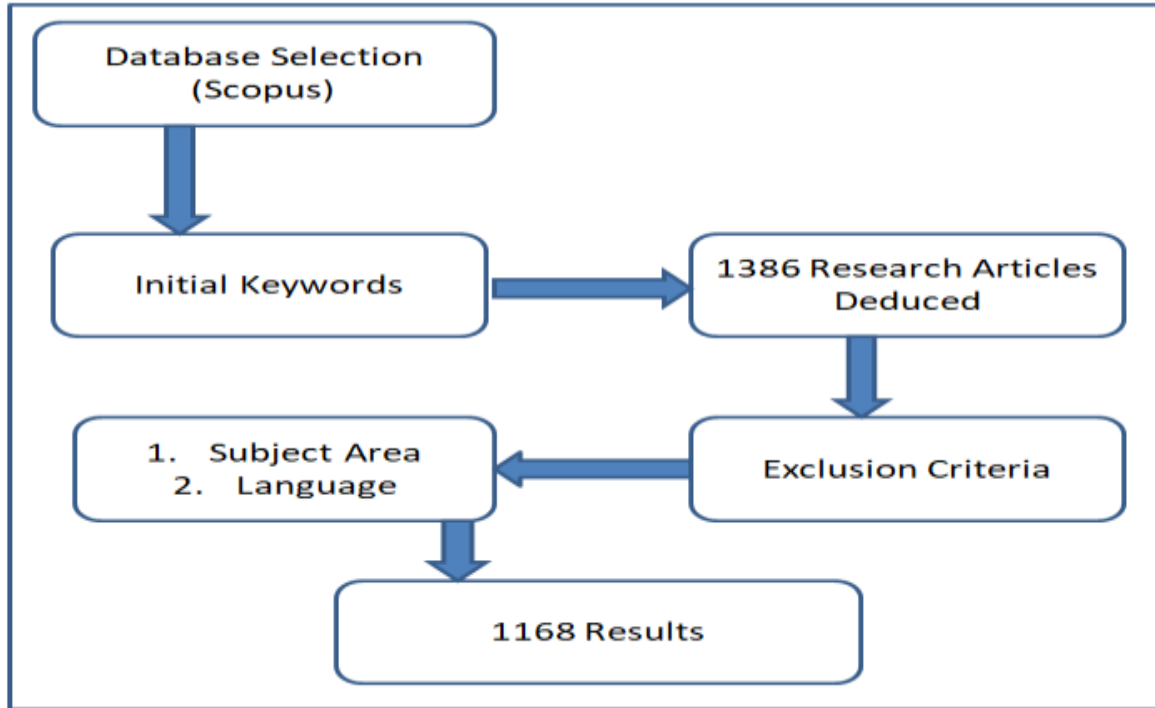 Database Selection
(Scopus)
Initial Keywords
1386 Research Articles
Deduced
Exclusion Criteria
1. Subject Area
2. Language
1168 Results